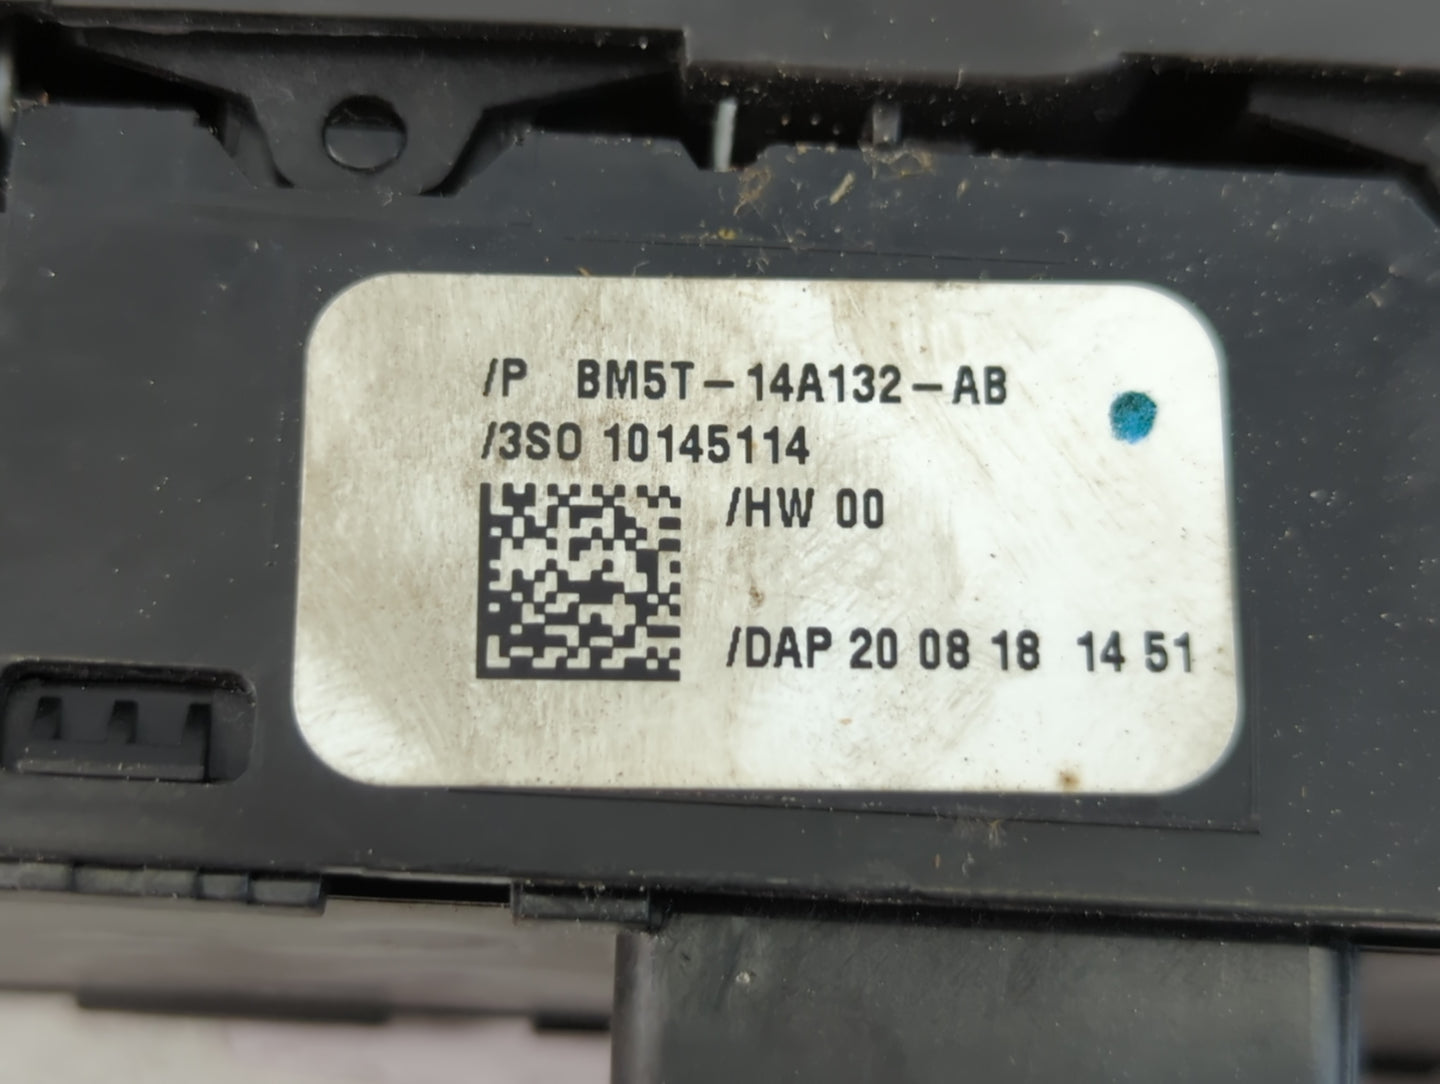 /P BM5T-14A132-AB
/3SO 10145114
/HW 00
/DAP 20 08 18 14 51